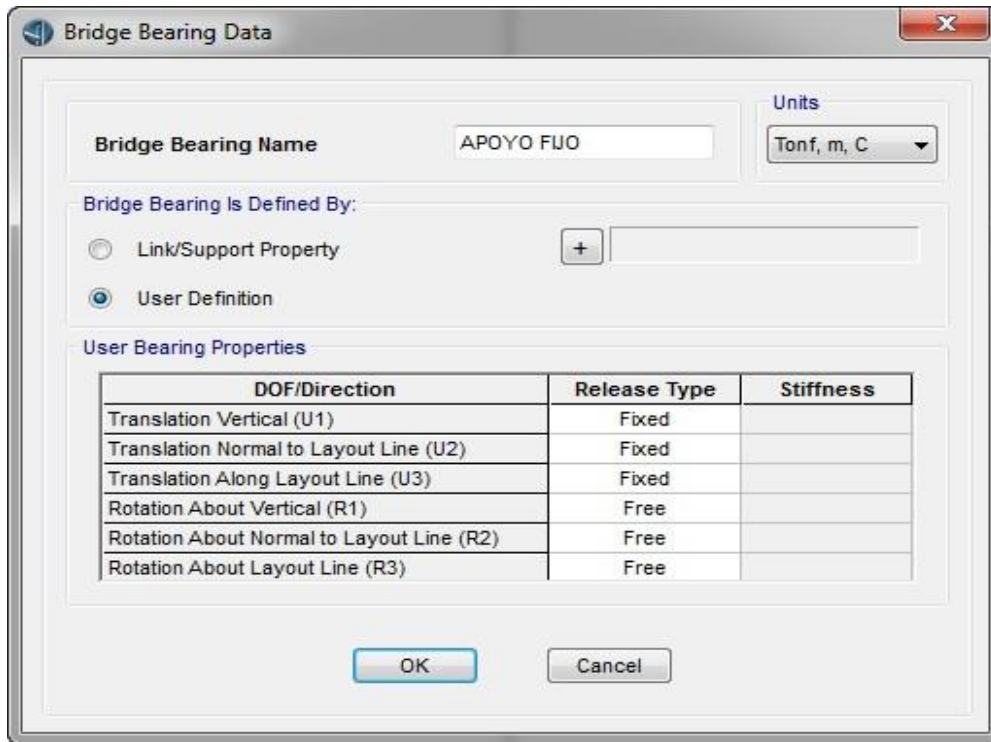 Bridge Bearing Data
Units
Bridge Bearing Name APOYO FIJO Tonf, m, C
Bridge Bearing Is Defined By:
Link/Support Property +
User Definition
User Bearing Properties
DOF/Direction Release Type Stiffness
Translation Vertical (U1) Fixed
Translation Normal to Layout Line (U2) Fixed
Translation Along Layout Line (U3) Fixed
Rotation About Vertical (R1) Free
Rotation About Normal to Layout Line (R2) Free
Rotation About Layout Line (R3) Free
OK Cancel